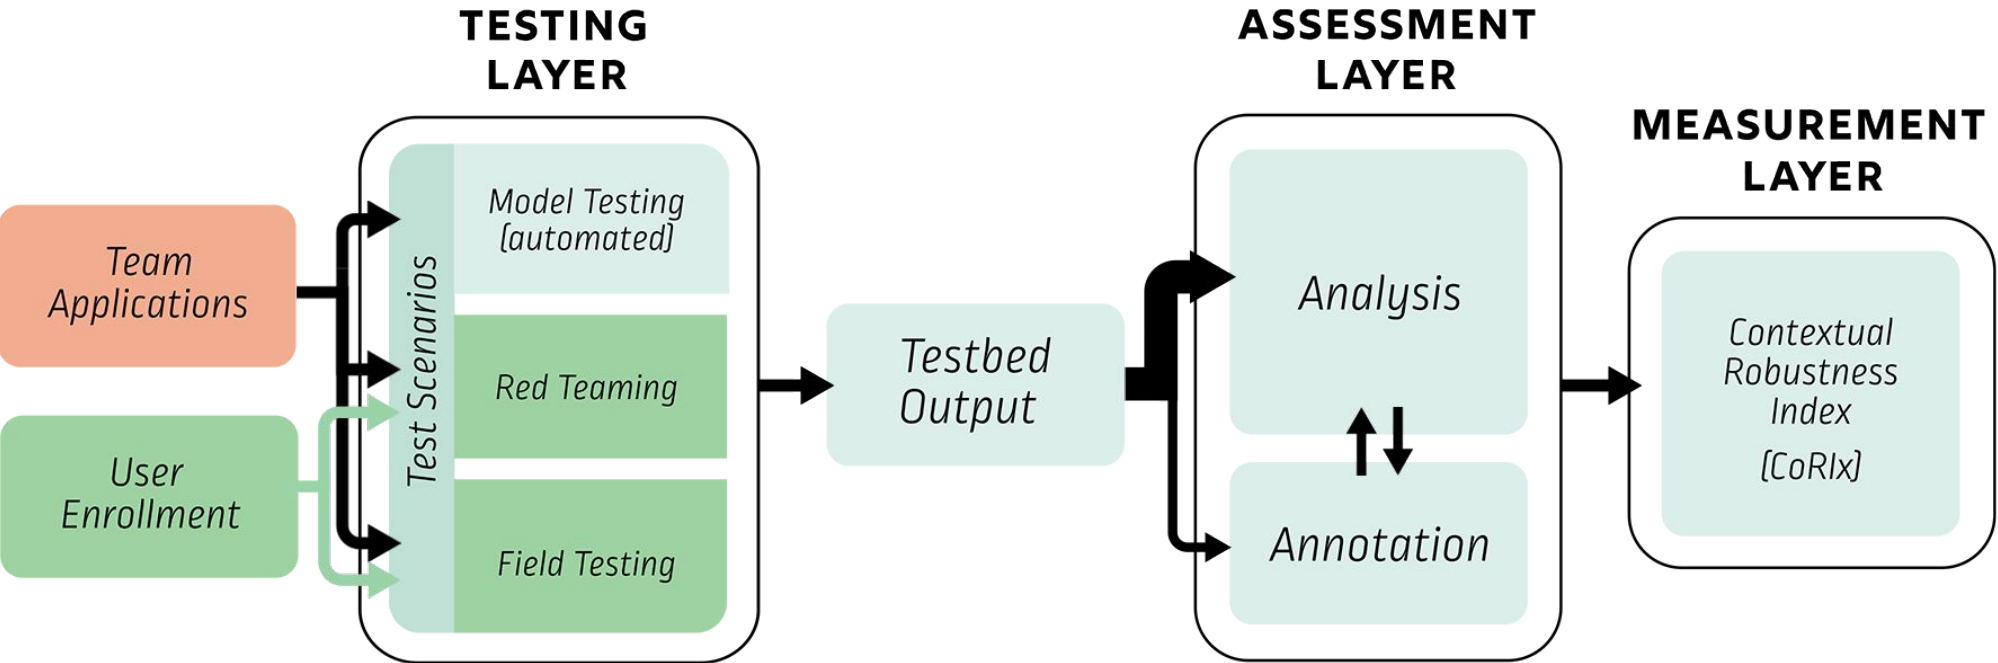 TESTING
LAYER
ASSESSMENT
LAYER
MEASUREMENT
LAYER
Team
Applications
User
Enrollment
Test Scenarios
Model Testing
[automated]
Red Teaming
Field Testing
Testbed
Output
Analysis
Annotation
Contextual
Robustness
Index
[CoRIx]